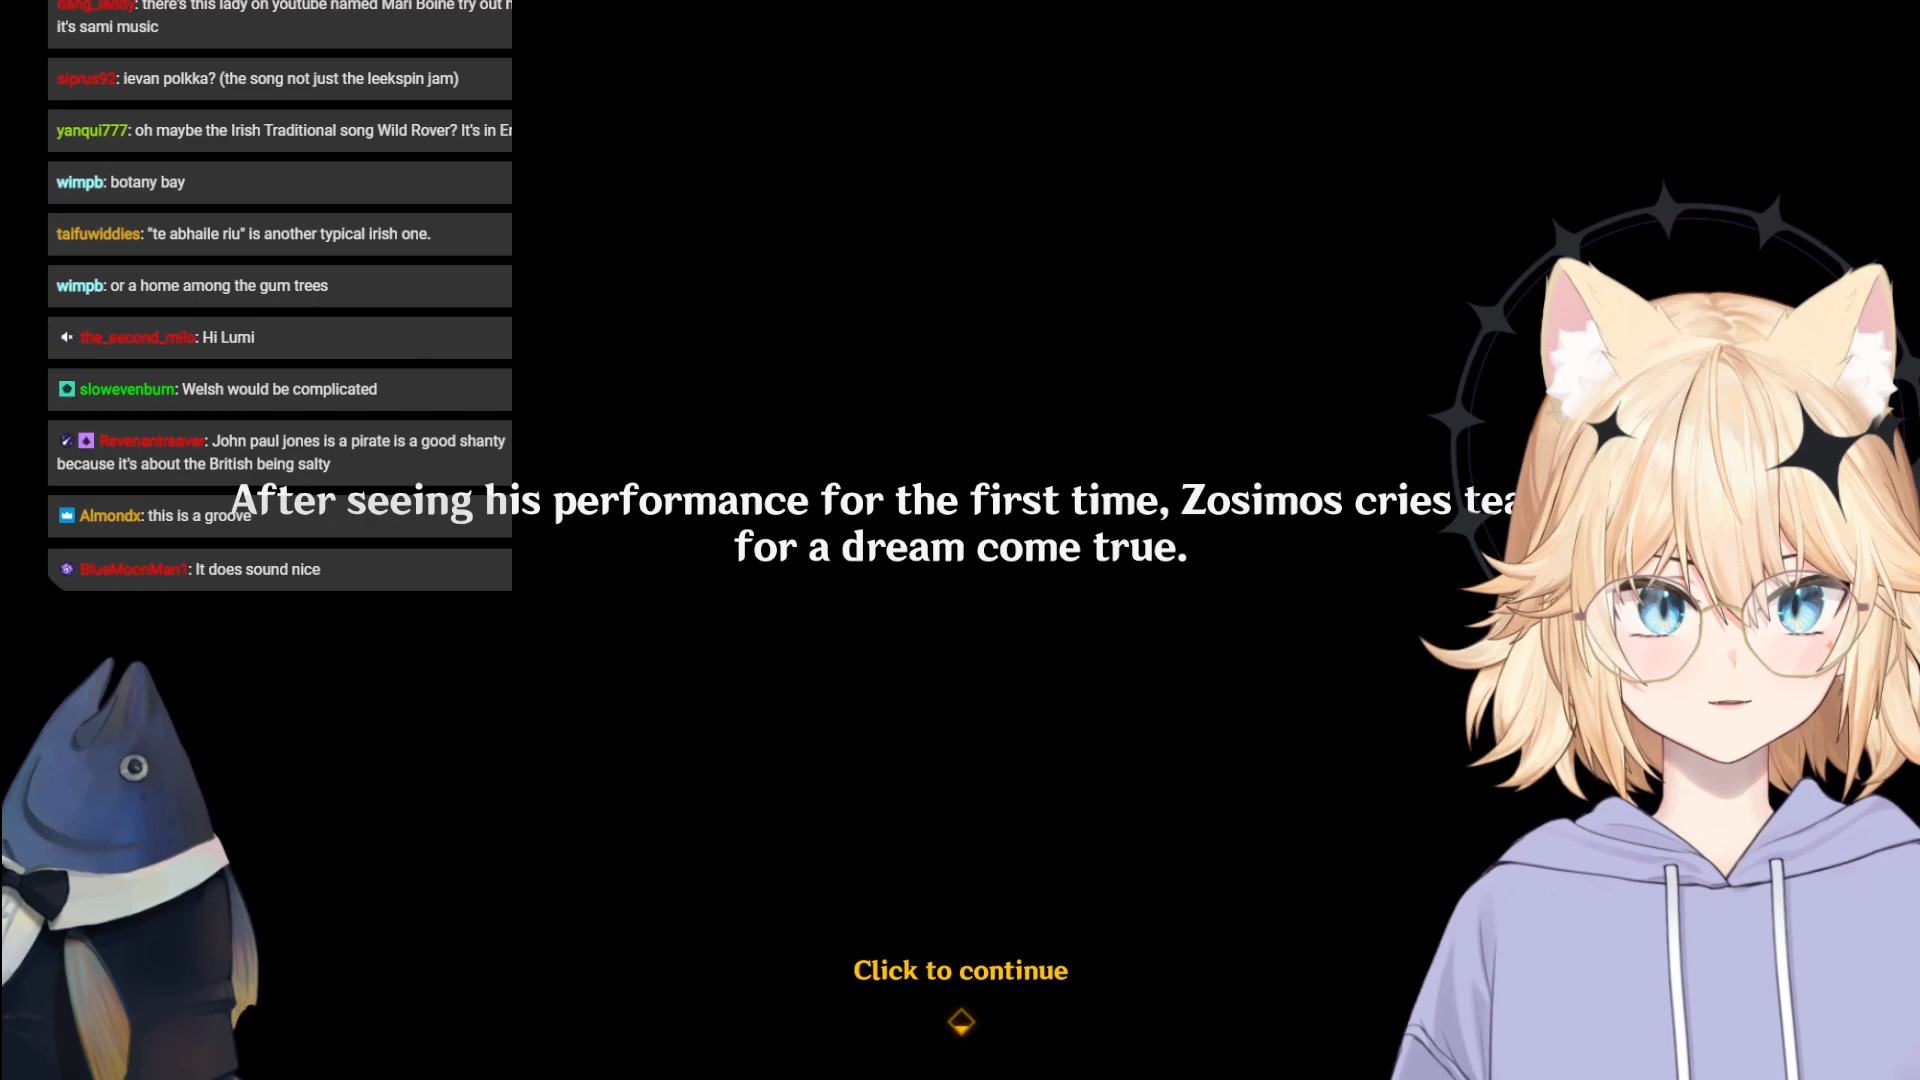 dang_laddy: there's this lady on youtube named Mari Boine try out
it's sami music
siprus92: ievan polkka? (the song not just the leekspin jam)
yanqui777: oh maybe the Irish Traditional song Wild Rover? It's in
wimpb: botany bay
taifuwiddies: "te abhaile riu" is another typical irish one.
wimpb: or a home among the gum trees
the_second_milo: Hi Lumi
slowevenburn: Welsh would be complicated
Revenantreaver: John paul jones is a pirate is a good shanty
because it's about the British being salty
Almondx: this is a groove
BlueMoonMan1: It does sound nice
After seeing his performance for the first time, Zosimos cries
for a dream come true.
Click to continue